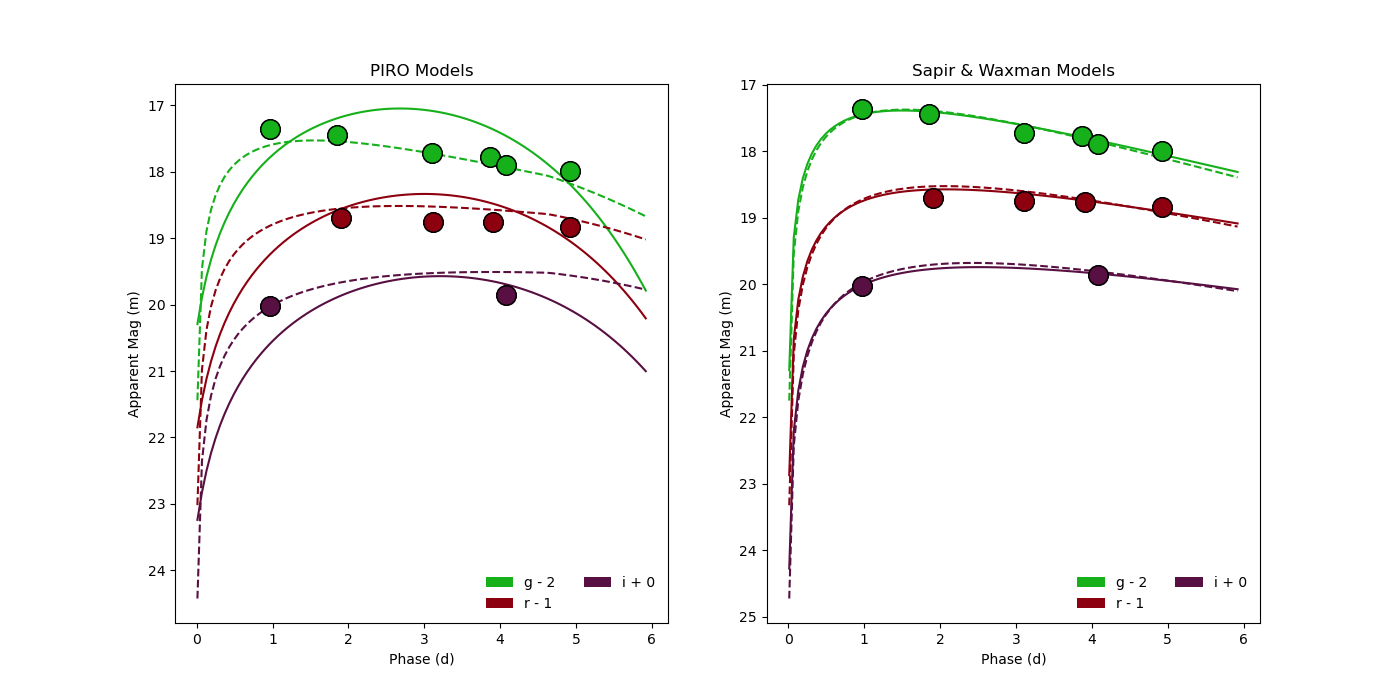 PIRO Models
Apparent Mag (m)
17
18
19
20
21
22
23
24
0 1 2 3 4 5 6
Phase (d)
g - 2 i + 0
r - 1
Sapir & Waxman Models
Apparent Mag (m)
17
18
19
20
21
22
23
24
25
0 1 2 3 4 5 6
Phase (d)
g - 2 i + 0
r - 1